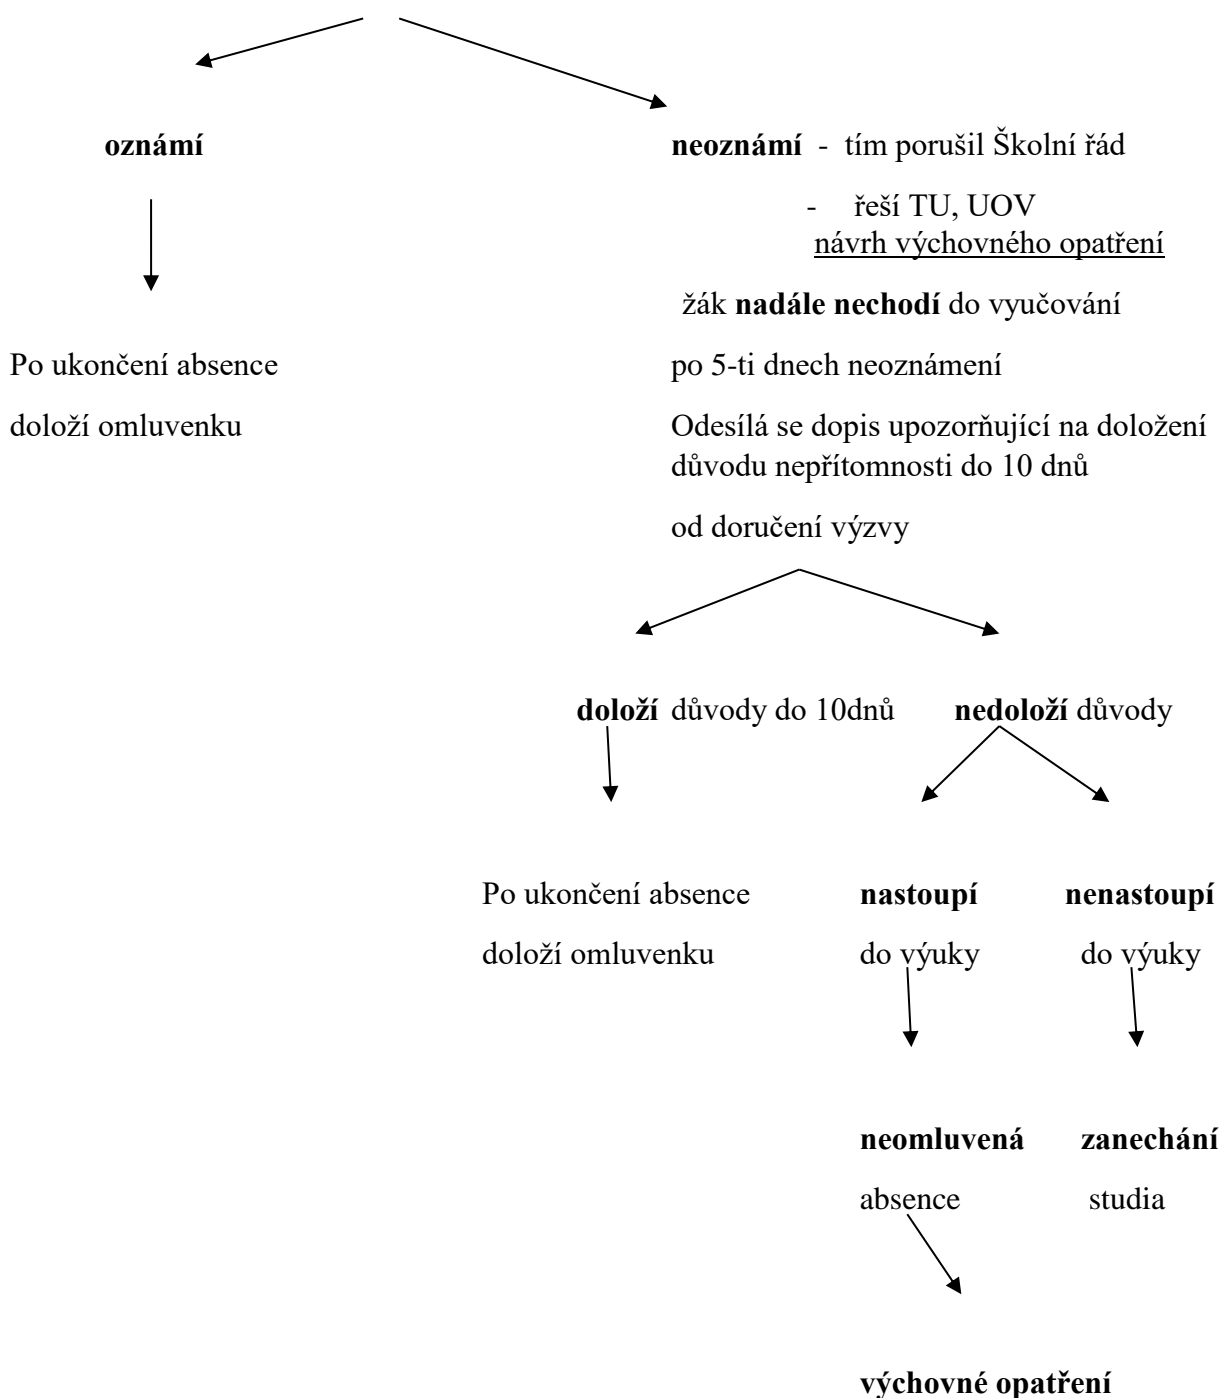 oznámí
neoznámí - tím porušil Školní řád
- řeší TU, UOV
návrh výchovného opatření
žák nadále nechodí do vyučování
Po ukončení absence
po 5-ti dnech neoznámení
doloží omluvenku
Odesílá se dopis upozorňující na doložení
důvodu nepřítomnosti do 10 dnů
od doručení výzvy
doloží důvody do 10dnů
nedoloží důvody
Po ukončení absence
nastoupí
nenastoupí
doloží omluvenku
do výuky
do výuky
neomluvená
zanechání
absence
studia
výchovné opatření